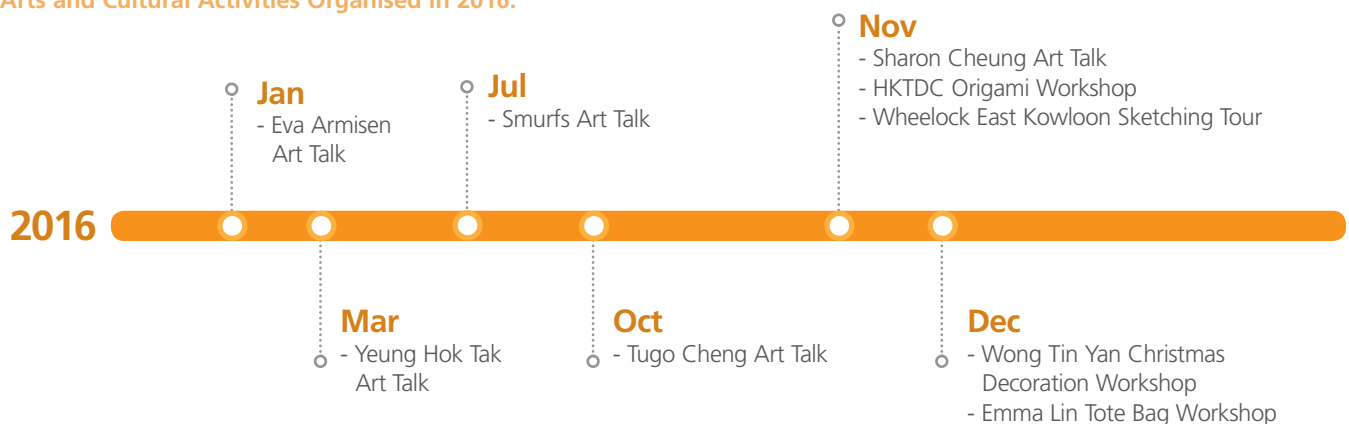 Arts and Cultural Activities Organised in 2016:
2016
Jan
- Eva Armisen
Art Talk
Mar
- Yeung Hok Tak
Art Talk
Jul
- Smurfs Art Talk
Oct
- Tugo Cheng Art Talk
Nov
- Sharon Cheung Art Talk
- HKTDC Origami Workshop
- Wheelock East Kowloon Sketching Tour
Dec
- Wong Tin Yan Christmas
Decoration Workshop
- Emma Lin Tote Bag Workshop